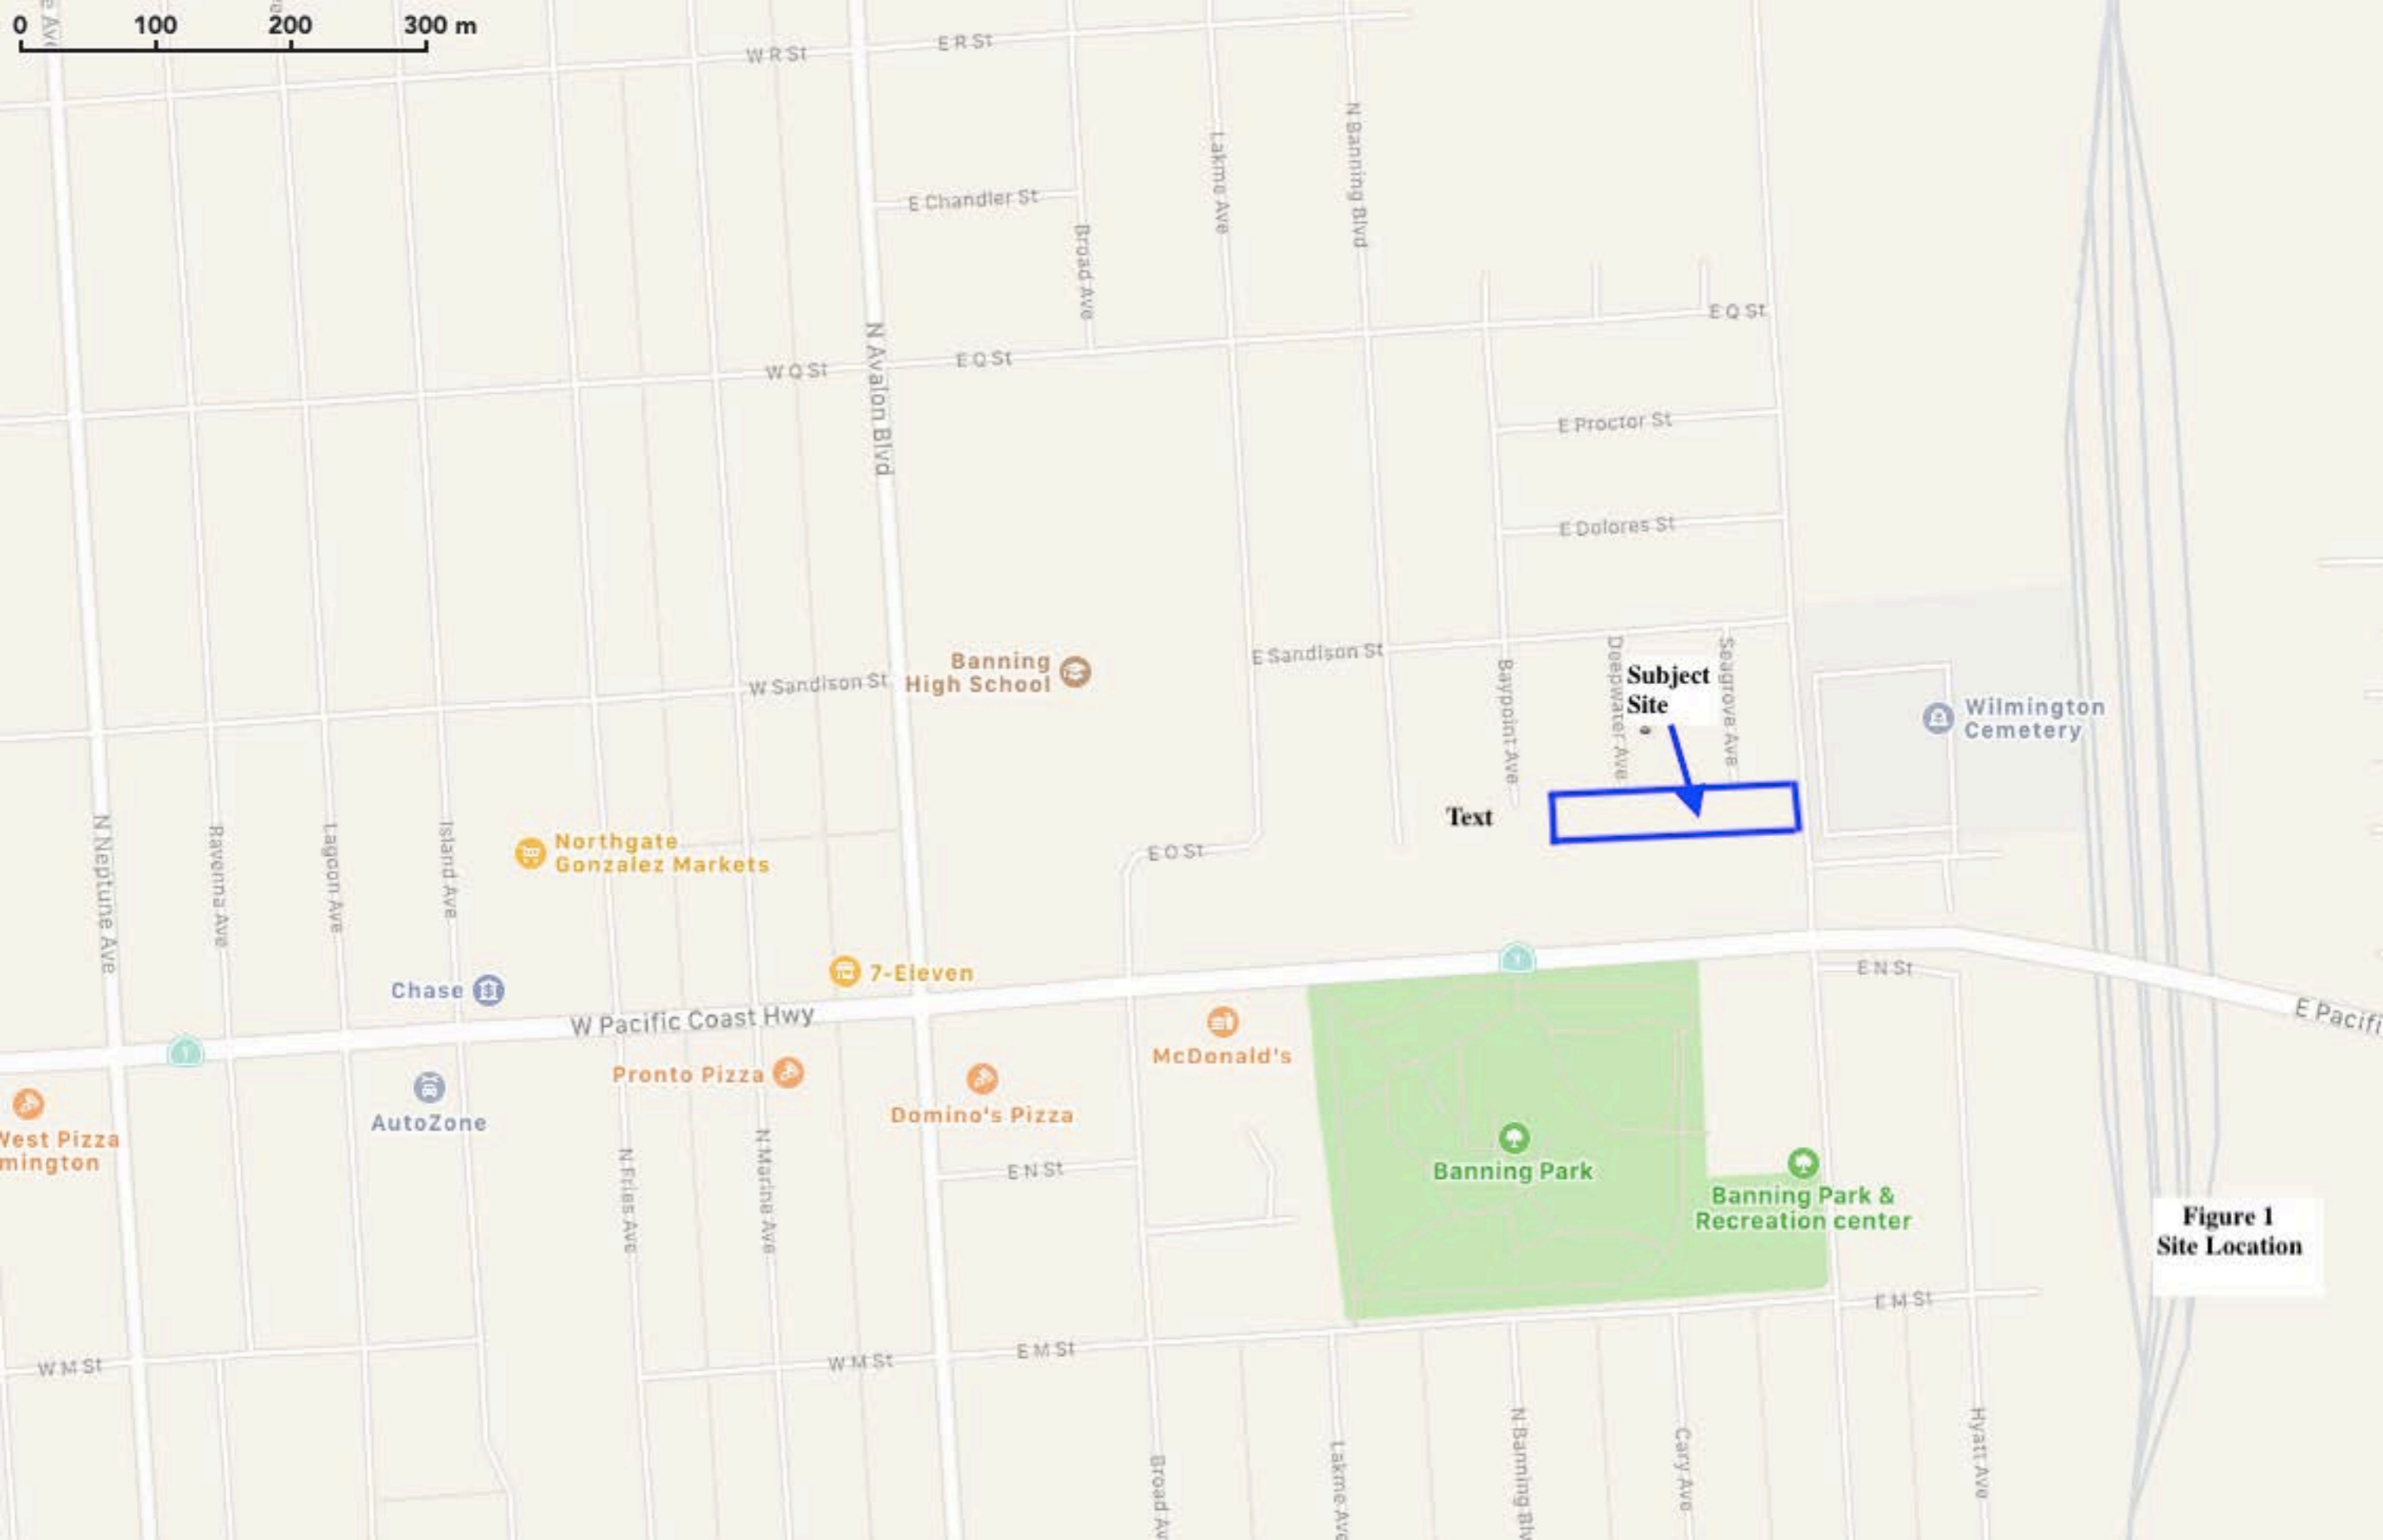 0 100 200 300 m
W R St
E R St
Lakme Ave
N Banning Blvd
E Chandler St
Broad Ave
E Q St
N Avalon Blvd
E Q St
W Q St
E Proctor St
E Dolores St
E Sandison St
Banning
High School
W Sandison St
Baypoint Ave
Deepwater Ave
Subject
Site
Seagrove Ave
Wilmington
Cemetery
Text
N Neptune Ave
Ravenna Ave
Lagoon Ave
Island Ave
Northgate
Gonzalez Markets
E O St
7-Eleven
Chase
1
E N St
E Pacifi
W Pacific Coast Hwy
McDonald's
1
Pronto Pizza
Domino's Pizza
AutoZone
West Pizza
mington
N Fries Ave
N Marine Ave
E N St
Banning Park
Banning Park &
Recreation center
Figure 1
Site Location
E M St
E M St
W M St
W M St
Broad Av
Lakme Ave
N Banning Blv
Cary Ave
Hyatt Ave